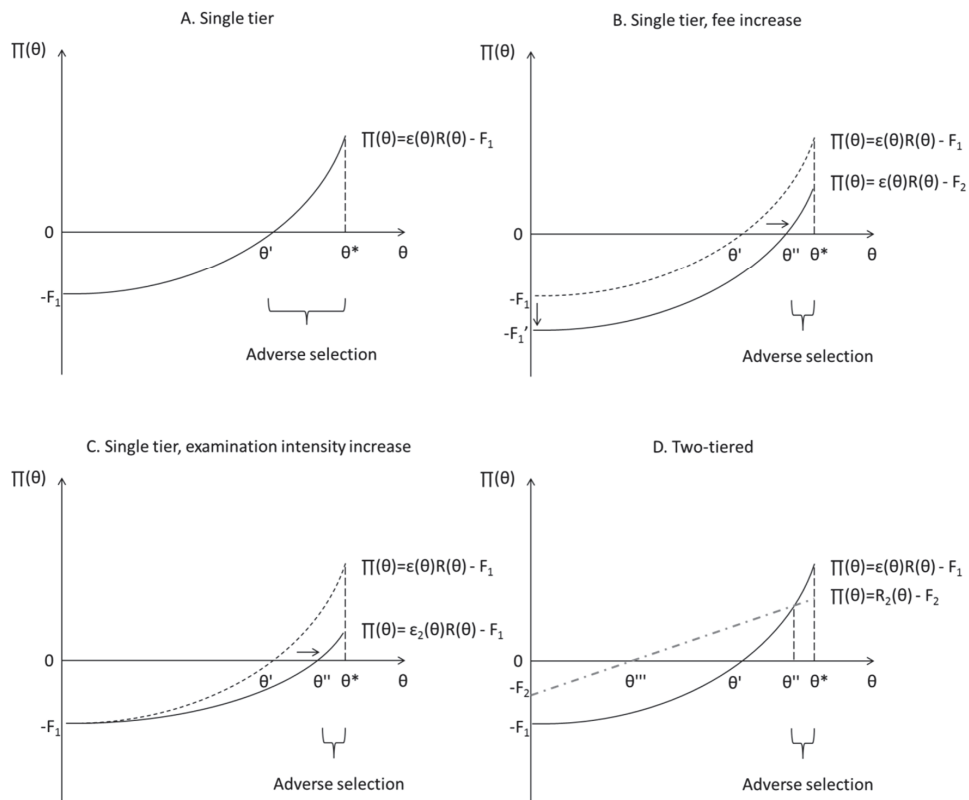 A. Single tier
∏(θ)
∏(θ)=ε(θ)R(θ) - F₁
0
θ' θ* θ
-F₁
Adverse selection
B. Single tier, fee increase
∏(θ)
∏(θ)=ε(θ)R(θ) - F₁
∏(θ)= ε(θ)R(θ) - F₂
0
θ' θ'' θ* θ
-F₁
-F₁'
Adverse selection
C. Single tier, examination intensity increase
∏(θ)
∏(θ)=ε(θ)R(θ) - F₁
∏(θ)= ε₂(θ)R(θ) - F₁
0
θ' θ'' θ* θ
-F₁
Adverse selection
D. Two-tiered
∏(θ)
∏(θ)=ε(θ)R(θ) - F₁
∏(θ)=R₂(θ) - F₂
0
-F₂
θ''' θ' θ'' θ* θ
-F₁
Adverse selection